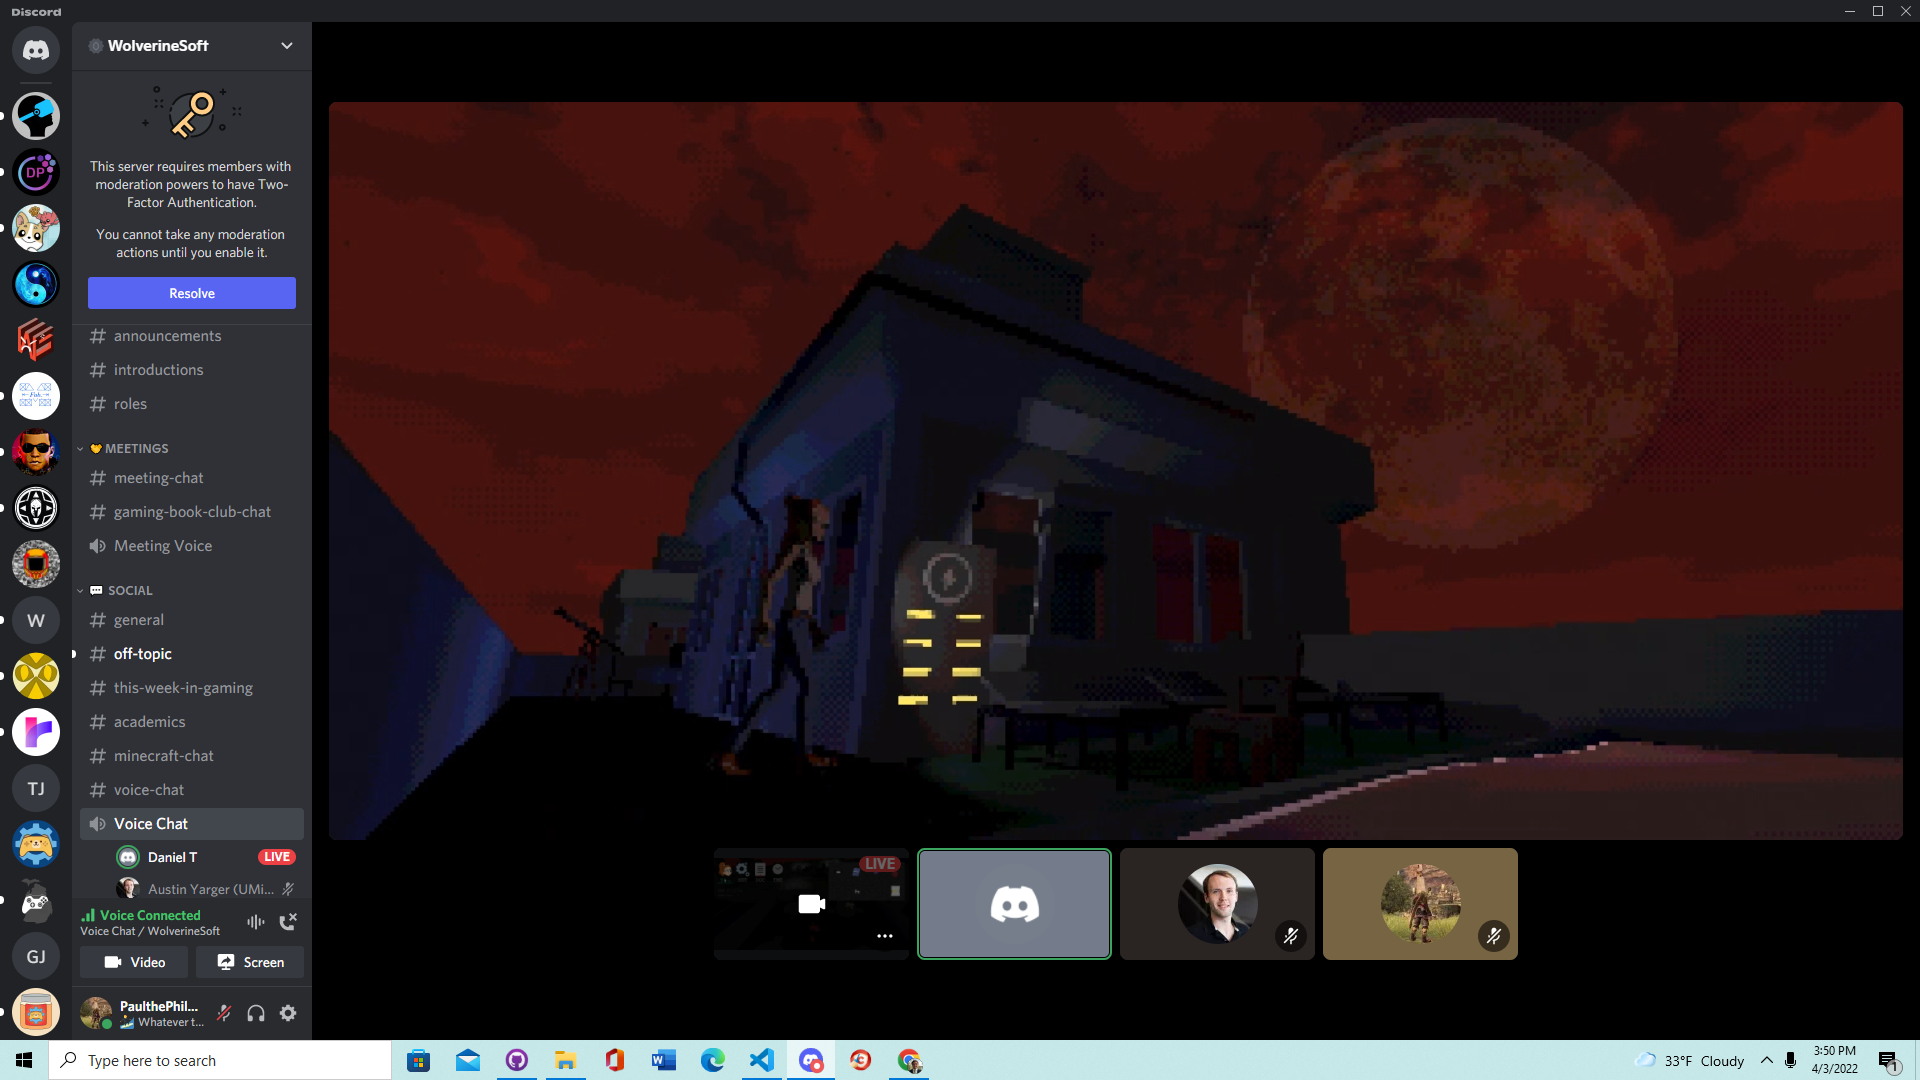 Discord
WolverineSoft
This server requires members with
moderation powers to have Two-
Factor Authentication.
You cannot take any moderation
actions until you enable it.
Resolve
announcements
introductions
roles
MEETINGS
meeting-chat
gaming-book-club-chat
Meeting Voice
SOCIAL
general
off-topic
this-week-in-gaming
academics
minecraft-chat
voice-chat
Voice Chat
Daniel T LIVE
Austin Yarger (UMi...
Voice Connected
Voice Chat / WolverineSoft
Video Screen
PaulthePhil...
Whatever t...
DP
Fish.
W
TJ
GJ
LIVE
Type here to search
33°F Cloudy
3:50 PM
4/3/2022
1